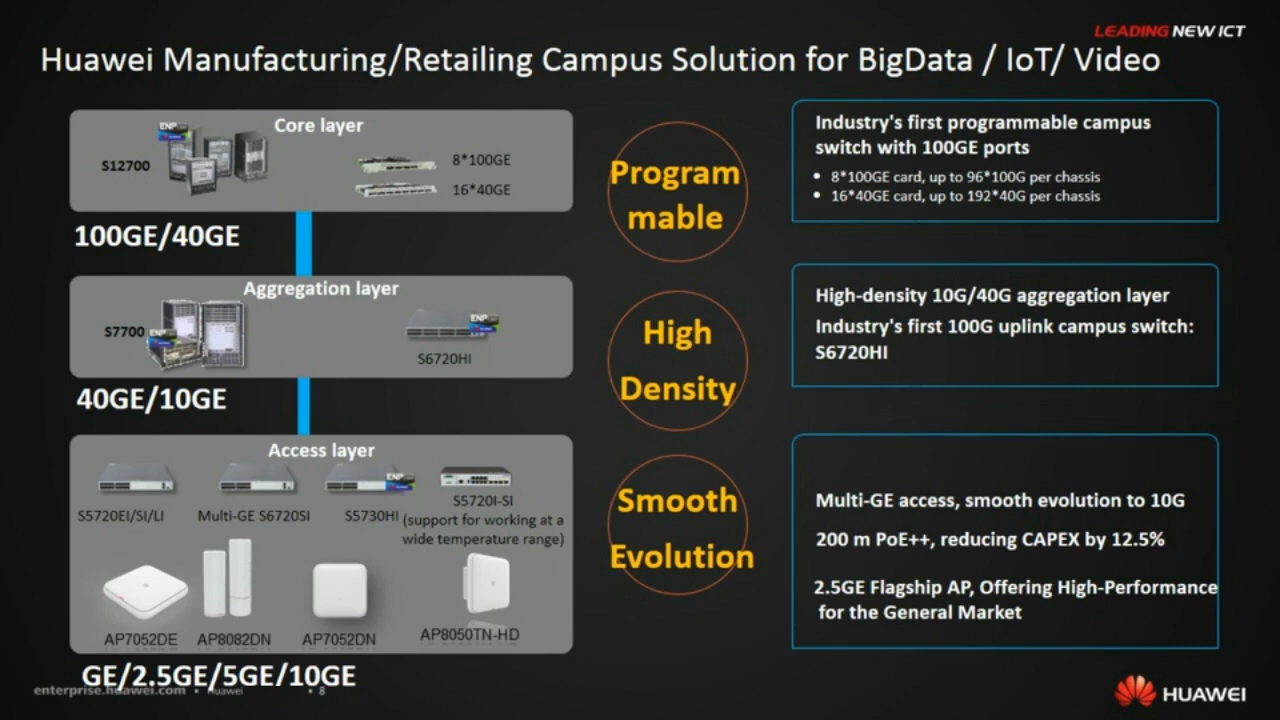 LEADING NEW ICT
Huawei Manufacturing/Retailing Campus Solution for BigData / IoT/ Video
Core layer
ENP
S12700
8*100GE
16*40GE
100GE/40GE
Aggregation layer
S7700
ENP
ENP
S6720HI
40GE/10GE
Access layer
ENP
S5720EI/SI/LI
Multi-GE S6720SI
S5730HI
S5720I-SI
(support for working at a
wide temperature range)
AP7052DE
AP8082DN
AP7052DN
AP8050TN-HD
GE/2.5GE/5GE/10GE
Program
mable
High
Density
Smooth
Evolution
Industry's first programmable campus
switch with 100GE ports
• 8*100GE card, up to 96*100G per chassis
• 16*40GE card, up to 192*40G per chassis
High-density 10G/40G aggregation layer
Industry's first 100G uplink campus switch:
S6720HI
Multi-GE access, smooth evolution to 10G
200 m PoE++, reducing CAPEX by 12.5%
2.5GE Flagship AP, Offering High-Performance
for the General Market
enterprise.huawei.com • Huawei • 8
HUAWEI